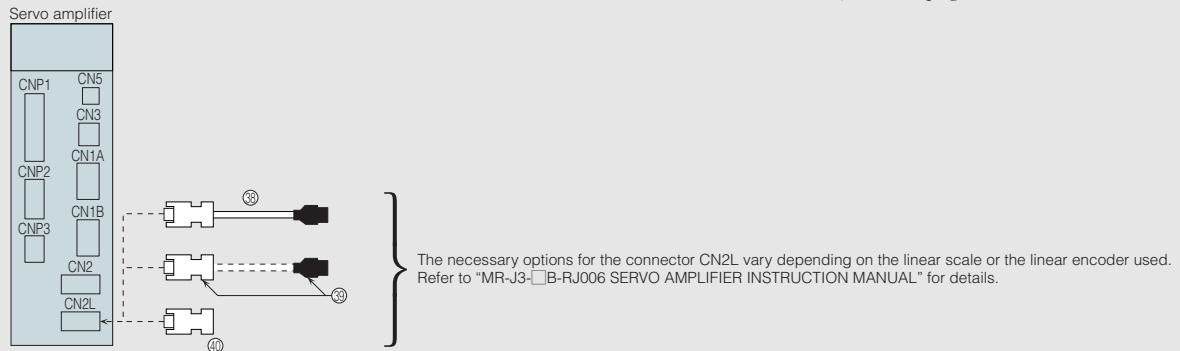 Servo amplifier
CNP1
CN5
CN3
CN1A
CNP2
CN1B
CNP3
CN2
CN2L
㊳
㊴
㊵
The necessary options for the connector CN2L vary depending on the linear scale or the linear encoder used.
Refer to “MR-J3-□B-RJ006 SERVO AMPLIFIER INSTRUCTION MANUAL” for details.